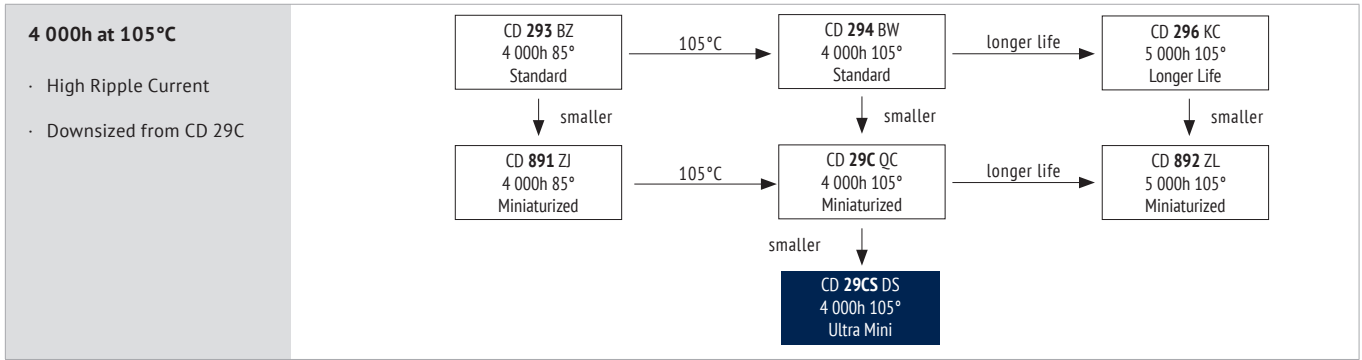 4 000h at 105°C
· High Ripple Current
· Downsized from CD 29C
CD 293 BZ
4 000h 85°
Standard
105°C
CD 294 BW
4 000h 105°
Standard
longer life
CD 296 KC
5 000h 105°
Longer Life
smaller
smaller
smaller
CD 891 ZJ
4 000h 85°
Miniaturized
105°C
CD 29C QC
4 000h 105°
Miniaturized
longer life
CD 892 ZL
5 000h 105°
Miniaturized
smaller
CD 29CS DS
4 000h 105°
Ultra Mini